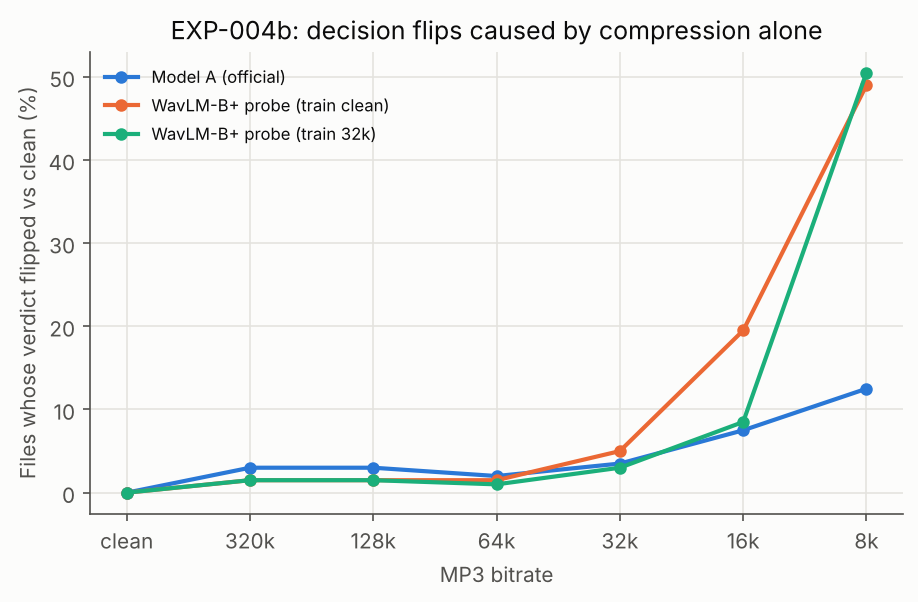 EXP-004b: decision flips caused by compression alone
Model A (official)
WavLM-B+ probe (train clean)
WavLM-B+ probe (train 32k)
Files whose verdict flipped vs clean (%)
50
40
30
20
10
0
clean 320k 128k 64k 32k 16k 8k
MP3 bitrate